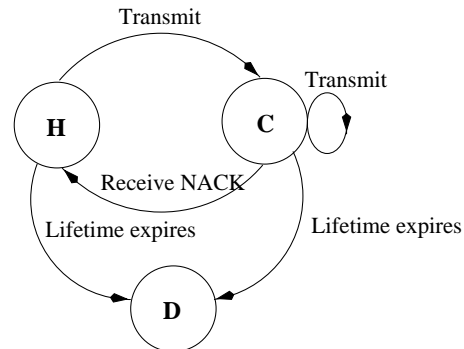 Transmit
Transmit
H
C
Receive NACK
Lifetime expires
Lifetime expires
D